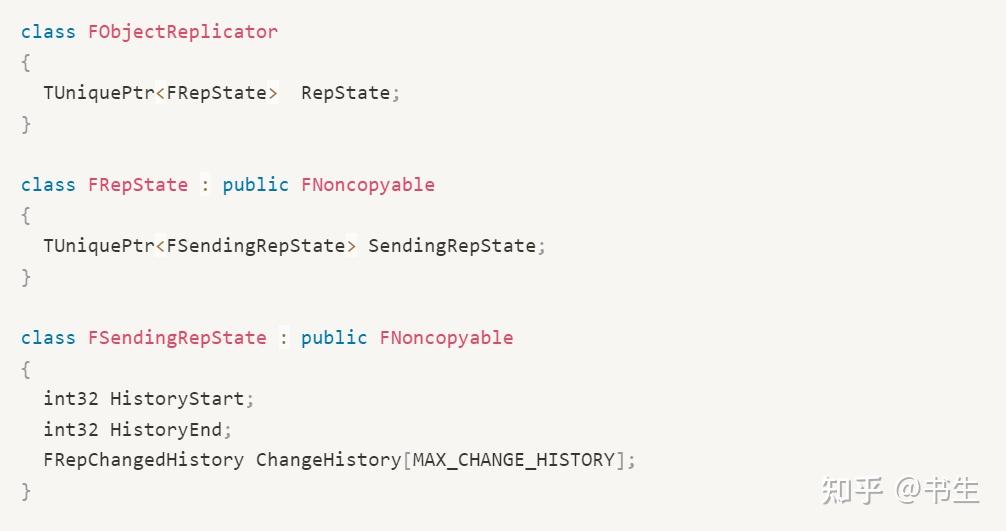 class FObjectReplicator
{
  TUniquePtr<FRepState>  RepState;
}

class FRepState : public FNoncopyable
{
  TUniquePtr<FSendingRepState> SendingRepState;
}

class FSendingRepState : public FNoncopyable
{
  int32 HistoryStart;
  int32 HistoryEnd;
  FRepChangedHistory ChangeHistory[MAX_CHANGE_HISTORY];
}
知乎 @书生